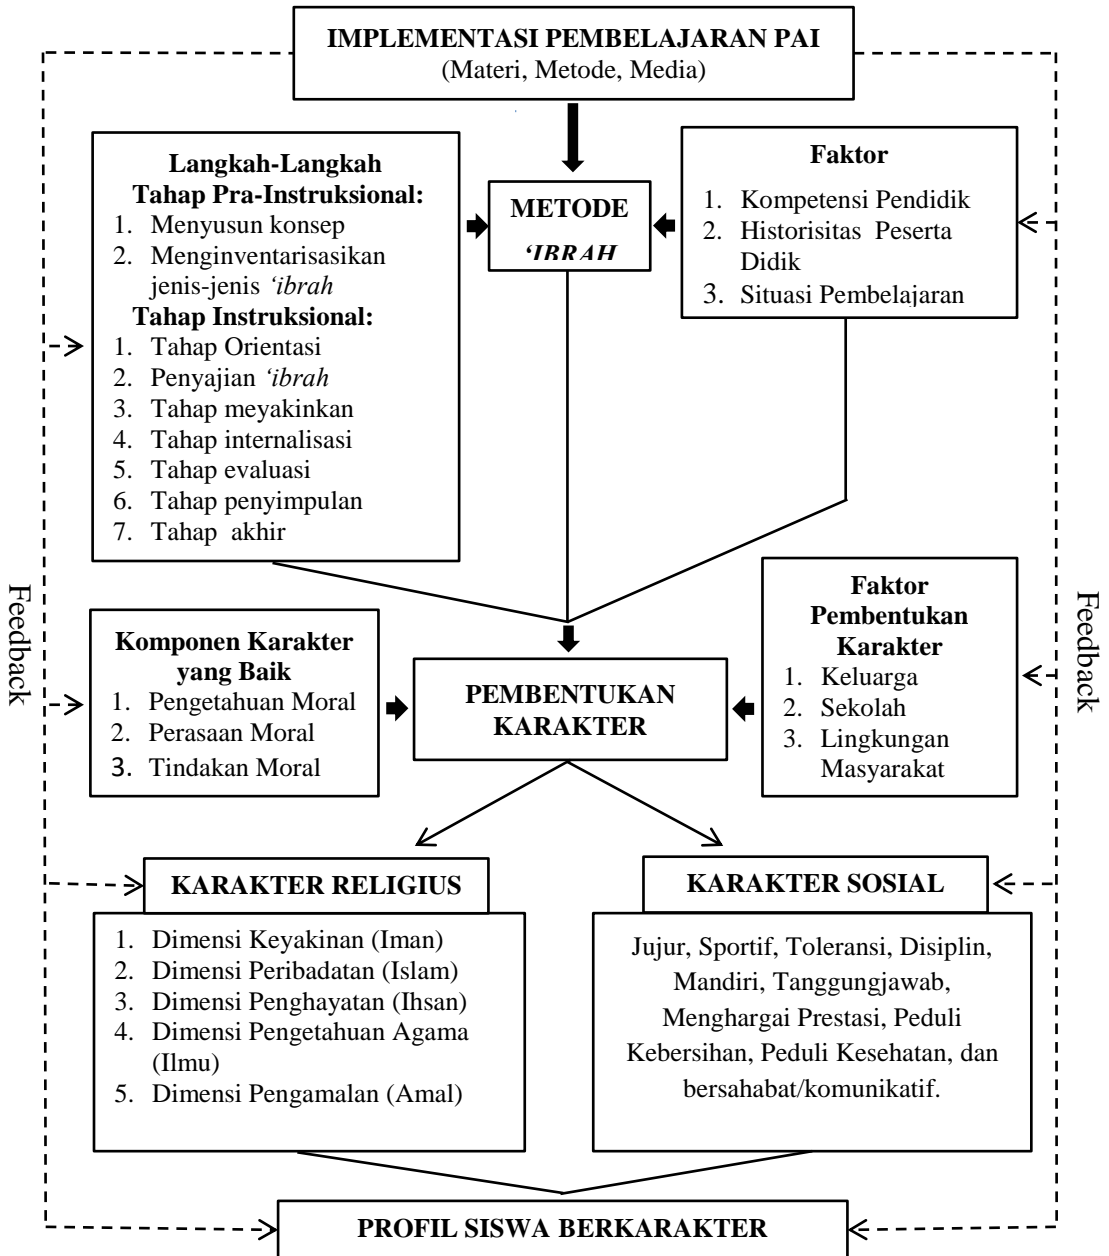 IMPLEMENTASI PEMBELAJARAN PAI
(Materi, Metode, Media)
Langkah-Langkah
Tahap Pra-Instruksional:
1. Menyusun konsep
2. Menginventarisasikan
jenis-jenis ‘ibrah
Tahap Instruksional:
1. Tahap Orientasi
2. Penyajian ‘ibrah
3. Tahap meyakinkan
4. Tahap internalisasi
5. Tahap evaluasi
6. Tahap penyimpulan
7. Tahap akhir
METODE
‘IBRAH
Faktor
1. Kompetensi Pendidik
2. Historisitas Peserta
Didik
3. Situasi Pembelajaran
Feedback
Komponen Karakter
yang Baik
1. Pengetahuan Moral
2. Perasaan Moral
3. Tindakan Moral
PEMBENTUKAN
KARAKTER
Faktor
Pembentukan
Karakter
1. Keluarga
2. Sekolah
3. Lingkungan
Masyarakat
Feedback
KARAKTER RELIGIUS
1. Dimensi Keyakinan (Iman)
2. Dimensi Peribadatan (Islam)
3. Dimensi Penghayatan (Ihsan)
4. Dimensi Pengetahuan Agama
(Ilmu)
5. Dimensi Pengamalan (Amal)
KARAKTER SOSIAL
Jujur, Sportif, Toleransi, Disiplin,
Mandiri, Tanggungjawab,
Menghargai Prestasi, Peduli
Kebersihan, Peduli Kesehatan, dan
bersahabat/komunikatif.
PROFIL SISWA BERKARAKTER